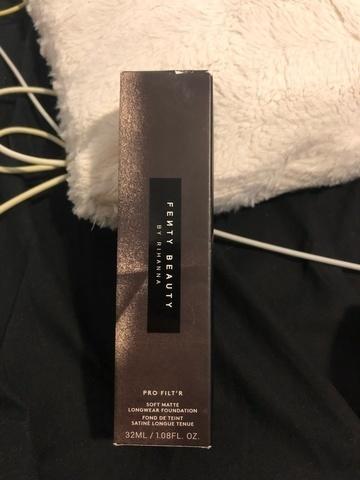 FEИTY BEAUTY
BY RIHANNA
PRO FILT'R
SOFT MATTE
LONGWEAR FOUNDATION
FOND DE TEINT
SATINÉ LONGUE TENUE
32ML / 1.08FL. OZ.